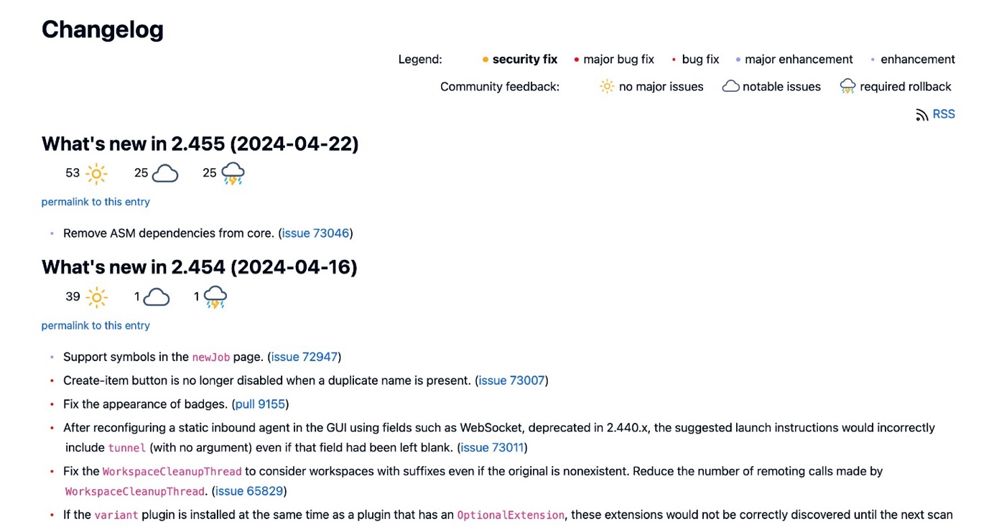 Changelog
Legend: security fix major bug fix bug fix major enhancement enhancement
Community feedback: no major issues notable issues required rollback
RSS
What's new in 2.455 (2024-04-22)
53 25 25
permalink to this entry
Remove ASM dependencies from core. (issue 73046)
What's new in 2.454 (2024-04-16)
39 1 1
permalink to this entry
Support symbols in the newJob page. (issue 72947)
Create-item button is no longer disabled when a duplicate name is present. (issue 73007)
Fix the appearance of badges. (pull 9155)
After reconfiguring a static inbound agent in the GUI using fields such as WebSocket, deprecated in 2.440.x, the suggested launch instructions would incorrectly
include tunnel (with no argument) even if that field had been left blank. (issue 73011)
Fix the WorkspaceCleanupThread to consider workspaces with suffixes even if the original is nonexistent. Reduce the number of remoting calls made by
WorkspaceCleanupThread. (issue 65829)
If the variant plugin is installed at the same time as a plugin that has an OptionalExtension, these extensions would not be correctly discovered until the next scan